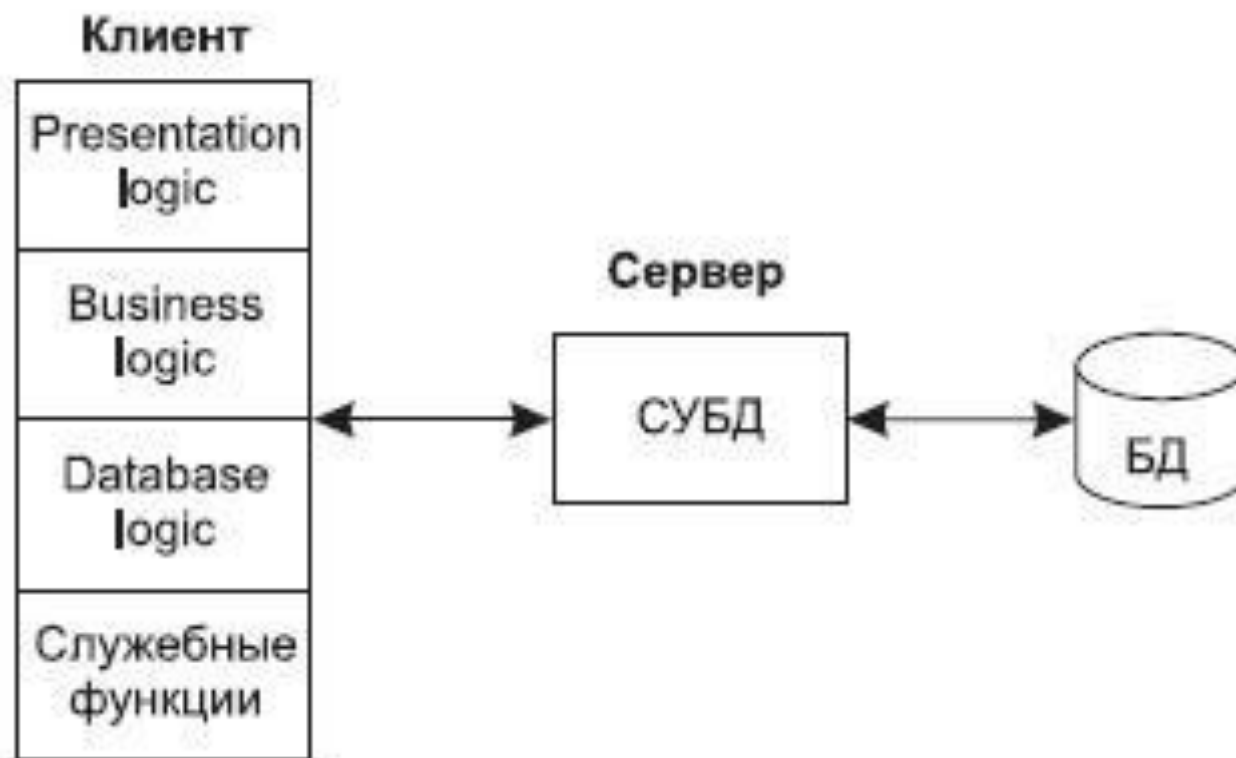 Клиент
Presentation
logic
Business
logic
Database
logic
Служебные
функции
Сервер
СУБД
БД